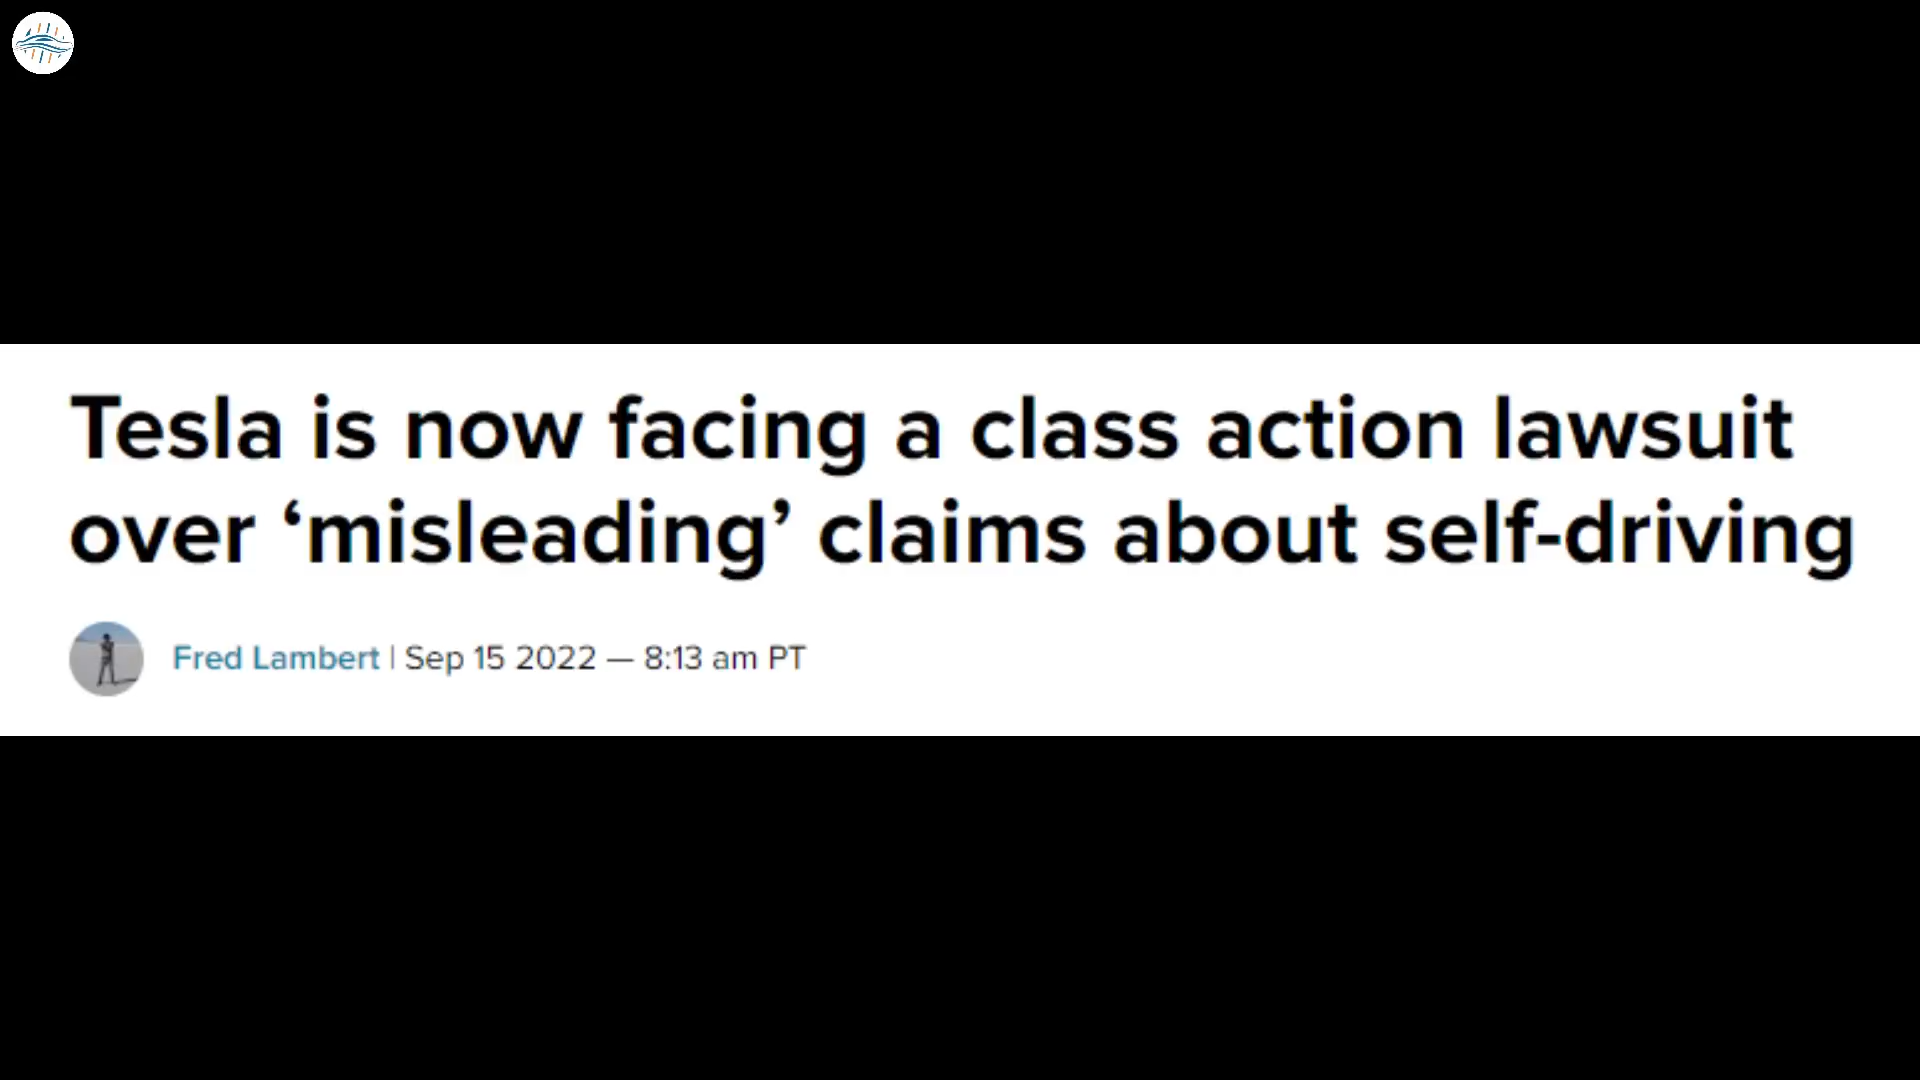 Tesla is now facing a class action lawsuit
over ‘misleading’ claims about self-driving
Fred Lambert | Sep 15 2022 — 8:13 am PT